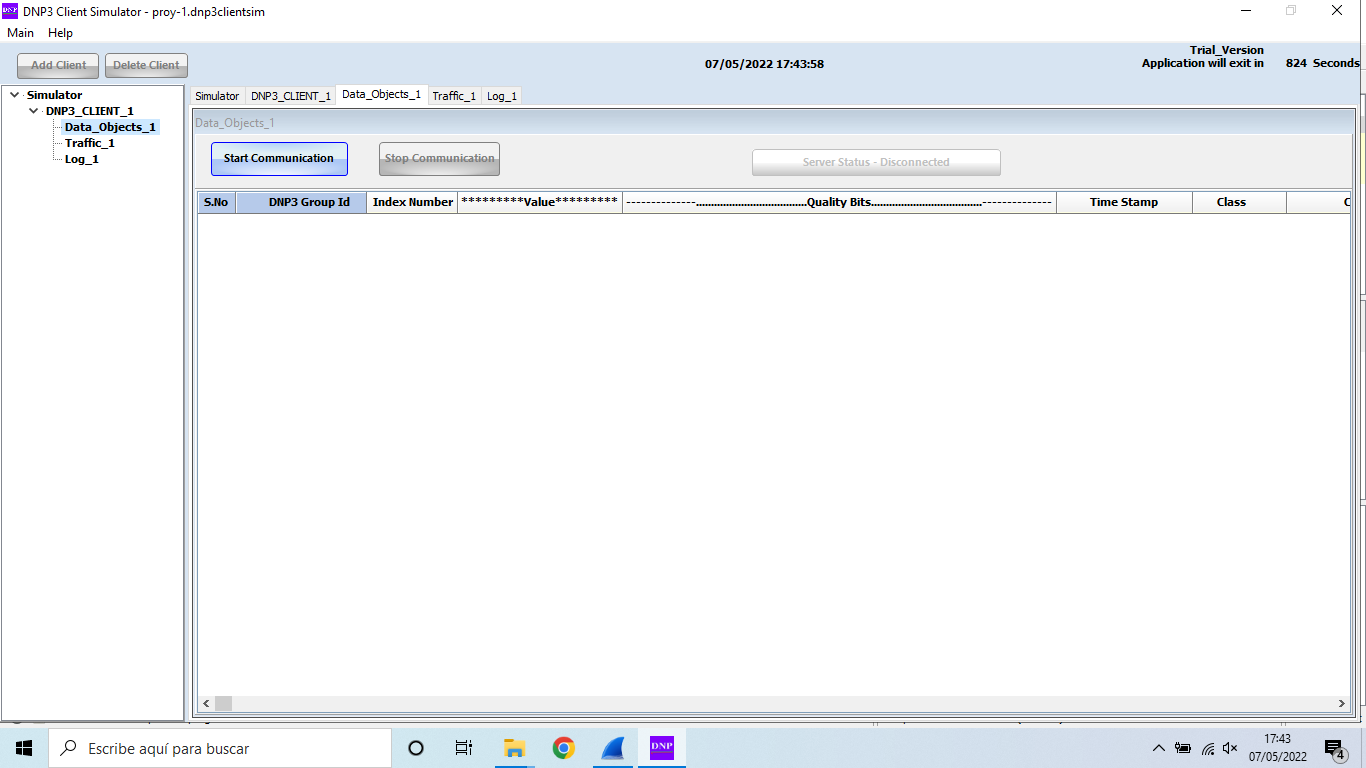 DNP3 Client Simulator - proy-1.dnp3clientsim
Main Help
Trial_Version
Add Client Delete Client 07/05/2022 17:43:58 Application will exit in 824 Seconds
Simulator
DNP3_CLIENT_1
Data_Objects_1
Traffic_1
Log_1
Simulator DNP3_CLIENT_1 Data_Objects_1 Traffic_1 Log_1
Data_Objects_1
Start Communication Stop Communication Server Status - Disconnected
S.No DNP3 Group Id Index Number *********Value********* --------------.....................................Quality Bits.....................................-------------- Time Stamp Class
DNP
Escribe aquí para buscar
DNP
17:43
07/05/2022
4